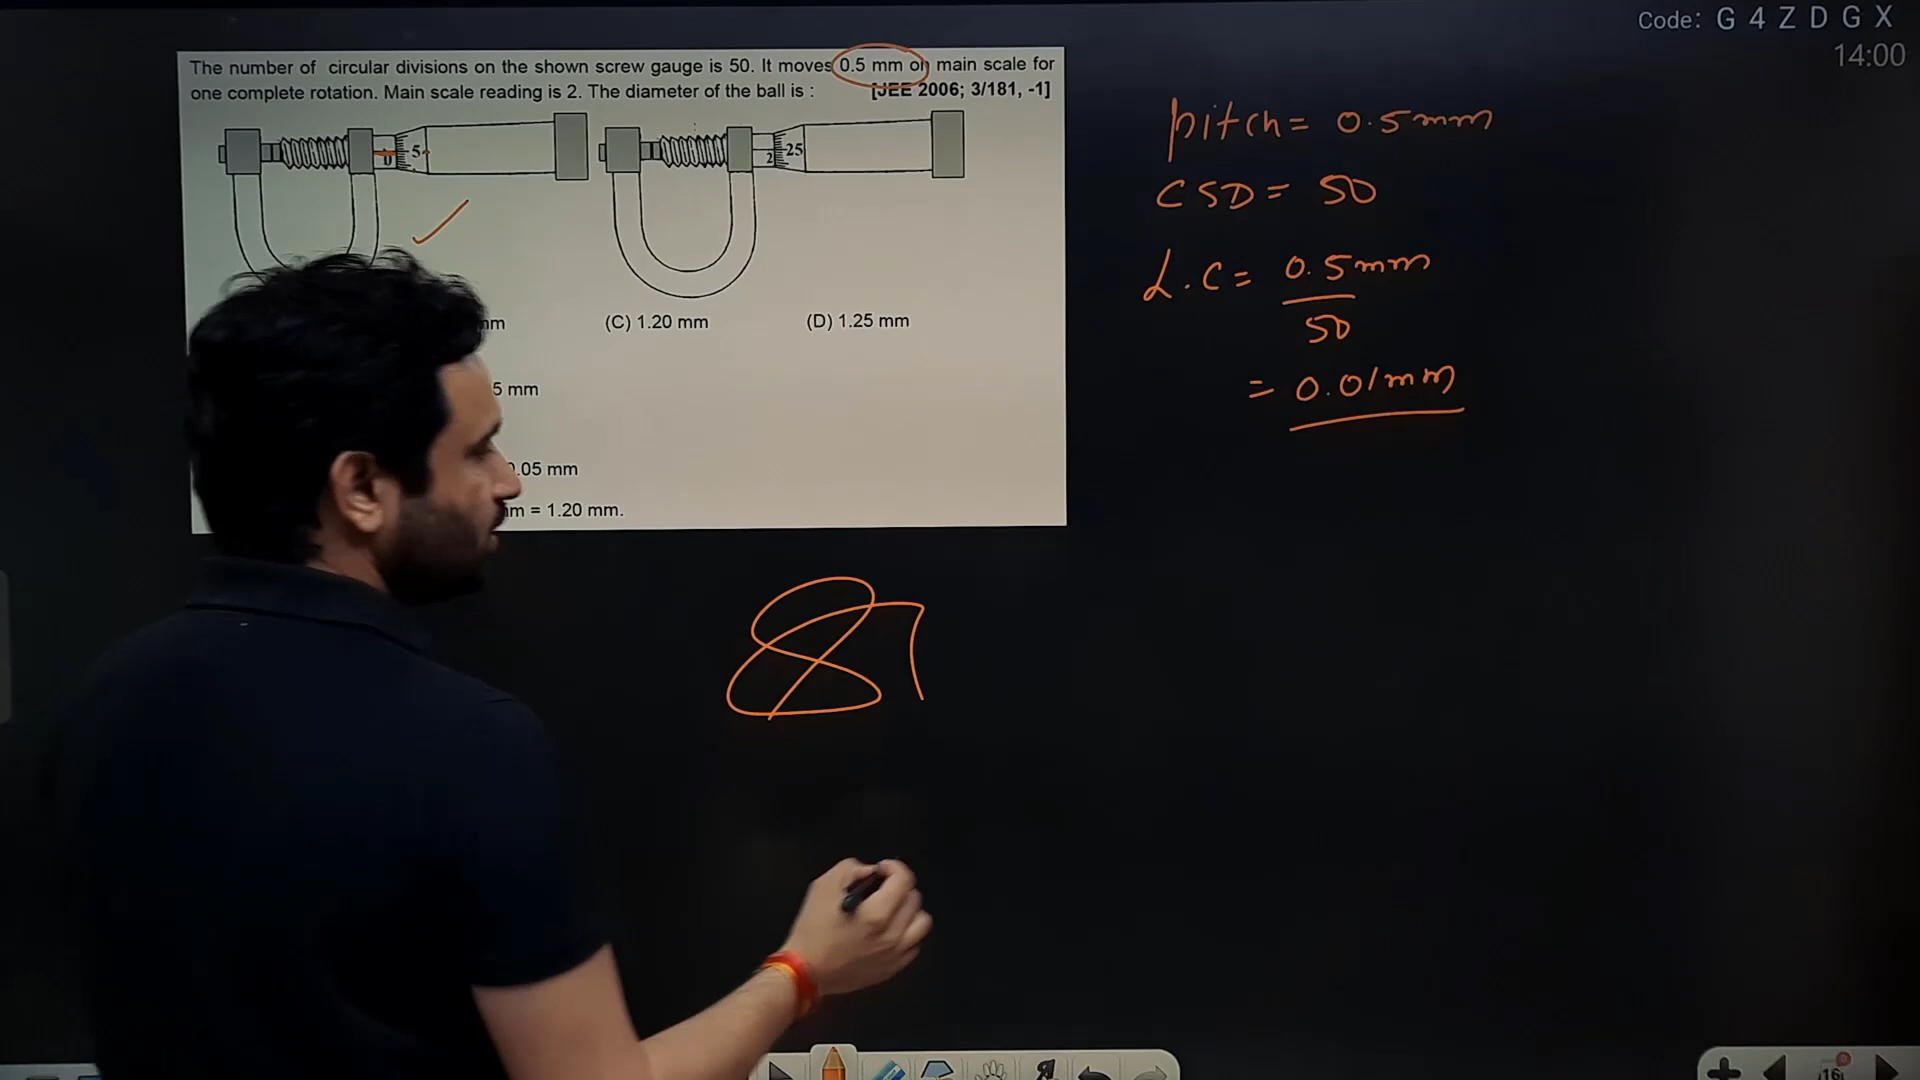 Code: G 4 Z D G X
14:00
The number of circular divisions on the shown screw gauge is 50. It moves 0.5 mm on main scale for
one complete rotation. Main scale reading is 2. The diameter of the ball is : [JEE 2006; 3/181, -1]
0 5
2 25
mm (C) 1.20 mm (D) 1.25 mm
5 mm
0.05 mm
mm = 1.20 mm.
pitch = 0.5mm
CSD = 50
L.C = 0.5mm
50
= 0.01mm
16